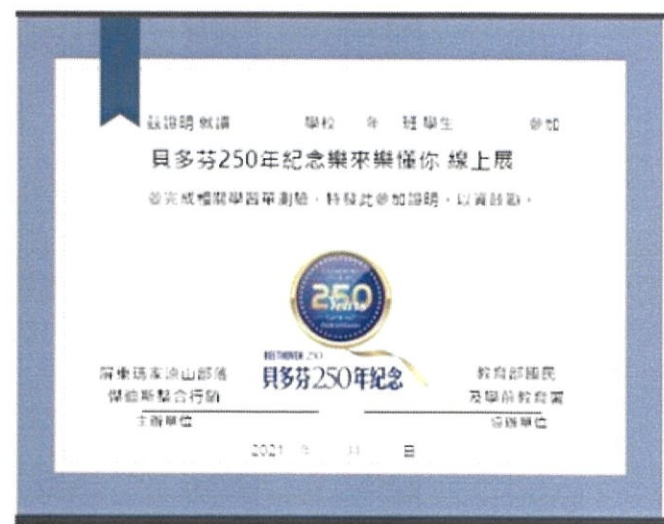 茲證明 就讀 學校 年 班 學生 參加
貝多芬250年紀念樂來樂懂你 線上展
並完成相關學習單測驗，特發此參加證明，以資鼓勵。
250
Years
BEETHOVEN 250
貝多芬250年紀念
屏東瑪家涼山部落
傑迪斯整合行銷
主辦單位
教育部國民
及學前教育署
協辦單位
2021 年 月 日